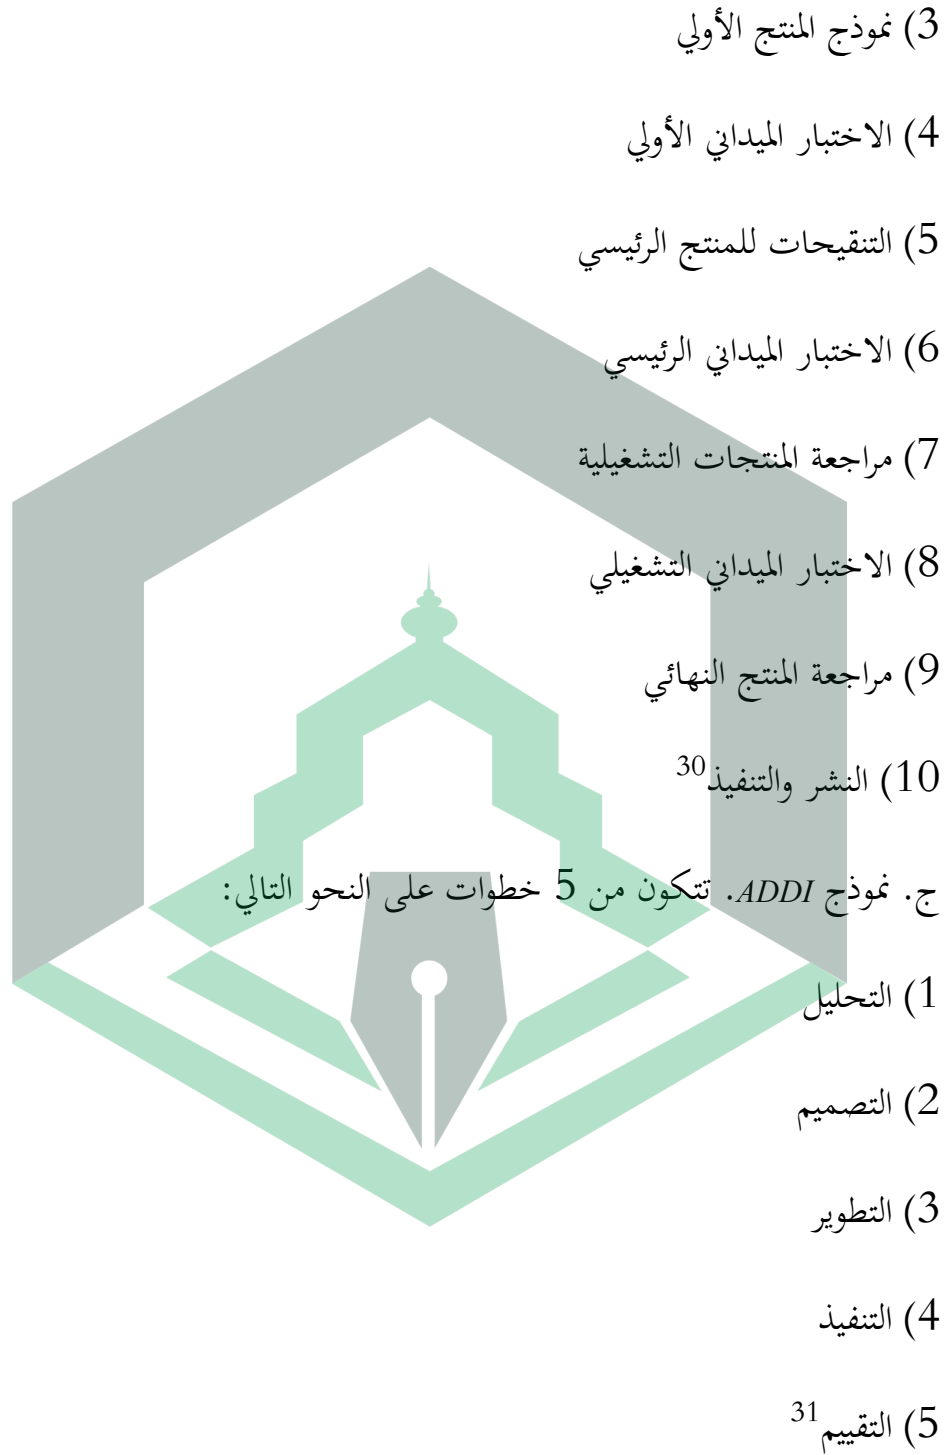 3) نموذج المنتج الأولي
4) الاختبار الميداني الأولي
5) التنقيحات للمنتج الرئيسي
6) الاختبار الميداني الرئيسي
7) مراجعة المنتجات التشغيلية
8) الاختبار الميداني التشغيلي
9) مراجعة المنتج النهائي
10) النشر والتنفيذ30
ج. نموذج ADDI. تتكون من 5 خطوات على النحو التالي:
1) التحليل
2) التصميم
3) التطوير
4) التنفيذ
5) التقييم31